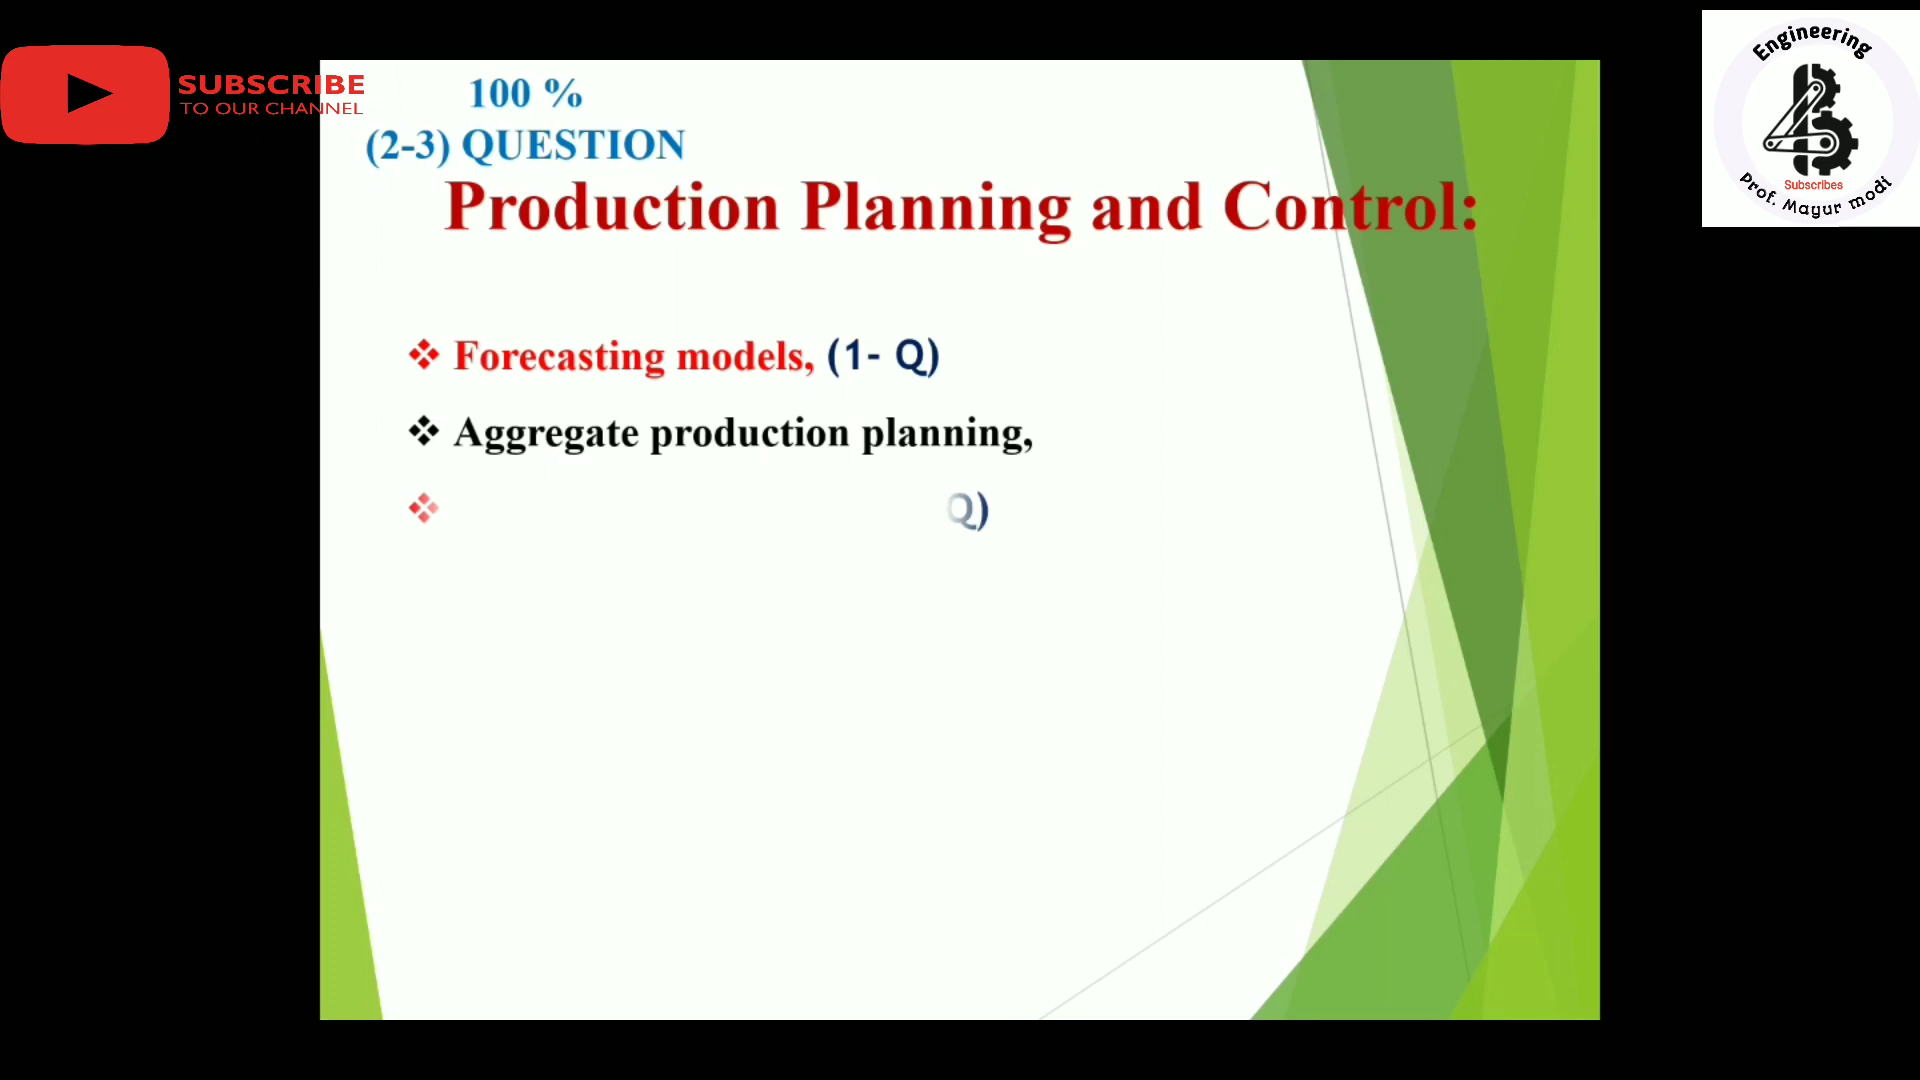 SUBSCRIBE
TO OUR CHANNEL
100 %
(2-3) QUESTION
Production Planning and Control:
❖ Forecasting models, (1- Q)
❖ Aggregate production planning,
❖ Q)
Engineering
Subscribes
Prof. Mayur modi